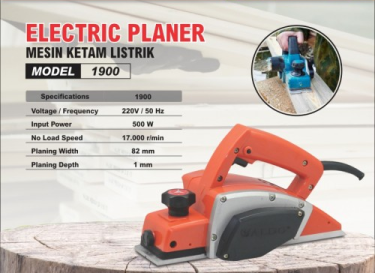 ELECTRIC PLANER
MESIN KETAM LISTRIK
MODEL 1900
Specifications 1900
Voltage / Frequency 220V / 50 Hz
Input Power 500 W
No Load Speed 17.000 r/min
Planing Width 82 mm
Planing Depth 1 mm